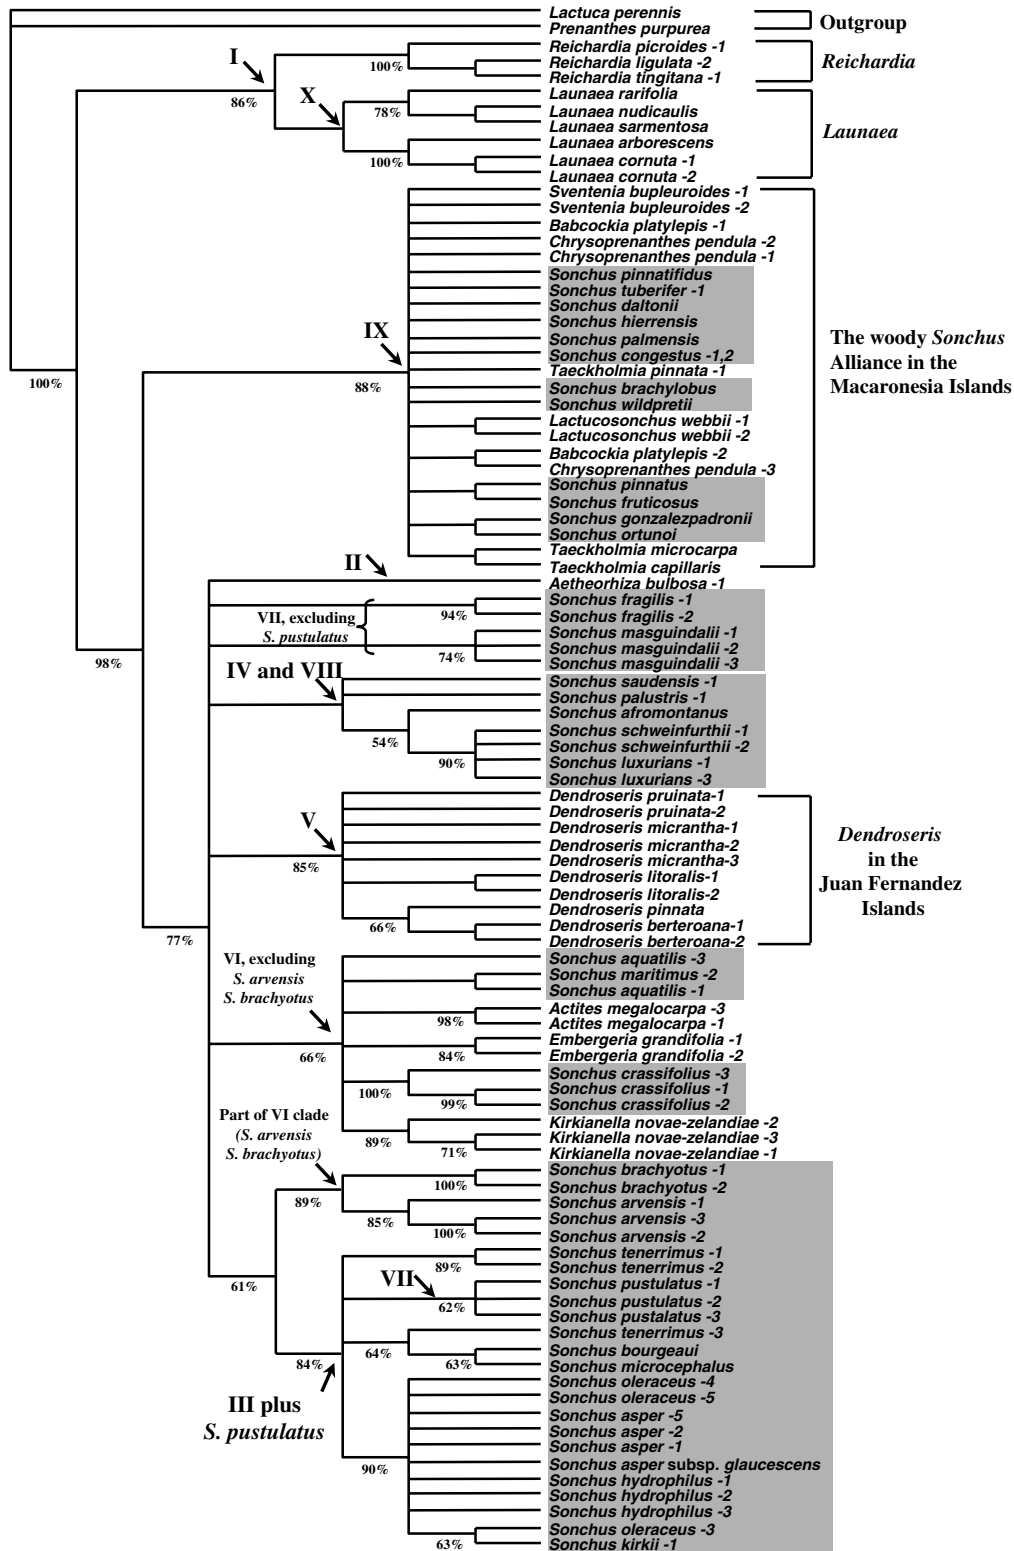 Lactuca perennis
Prenanthes purpurea
Outgroup
Reichardia picroides -1
Reichardia ligulata -2
Reichardia tingitana -1
Reichardia
I
100%
86%
X
Launaea rarifolia
Launaea nudicaulis
Launaea sarmentosa
Launaea arborescens
Launaea cornuta -1
Launaea cornuta -2
Launaea
78%
100%
Sventenia bupleuroides -1
Sventenia bupleuroides -2
Babcockia platylepis -1
Chrysoprenanthes pendula -2
Chrysoprenanthes pendula -1
Sonchus pinnatifidus
Sonchus tuberifer -1
Sonchus daltonii
Sonchus hierrensis
Sonchus palmensis
Sonchus congestus -1,2
Taeckholmia pinnata -1
Sonchus brachylobus
Sonchus wildpretii
Lactucosonchus webbii -1
Lactucosonchus webbii -2
Babcockia platylepis -2
Chrysoprenanthes pendula -3
Sonchus pinnatus
Sonchus fruticosus
Sonchus gonzalezpadronii
Sonchus ortunoi
Taeckholmia microcarpa
Taeckholmia capillaris
IX
88%
100%
The woody Sonchus
Alliance in the
Macaronesia Islands
II
Aetheorhiza bulbosa -1
Sonchus fragilis -1
Sonchus fragilis -2
Sonchus masguindalii -1
Sonchus masguindalii -2
Sonchus masguindalii -3
VII, excluding
S. pustulatus
94%
74%
98%
IV and VIII
Sonchus saudensis -1
Sonchus palustris -1
Sonchus afromontanus
Sonchus schweinfurthii -1
Sonchus schweinfurthii -2
Sonchus luxurians -1
Sonchus luxurians -3
54%
90%
V
85%
Dendroseris pruinata-1
Dendroseris pruinata-2
Dendroseris micrantha-1
Dendroseris micrantha-2
Dendroseris micrantha-3
Dendroseris litoralis-1
Dendroseris litoralis-2
Dendroseris pinnata
Dendroseris berteroana-1
Dendroseris berteroana-2
66%
77%
Dendroseris
in the
Juan Fernandez
Islands
VI, excluding
S. arvensis
S. brachyotus
66%
Sonchus aquatilis -3
Sonchus maritimus -2
Sonchus aquatilis -1
Actites megalocarpa -3
Actites megalocarpa -1
Embergeria grandifolia -1
Embergeria grandifolia -2
Sonchus crassifolius -3
Sonchus crassifolius -1
Sonchus crassifolius -2
Kirkianella novae-zelandiae -2
Kirkianella novae-zelandiae -3
Kirkianella novae-zelandiae -1
98%
84%
100%
99%
89%
71%
Part of VI clade
(S. arvensis
S. brachyotus)
Sonchus brachyotus -1
Sonchus brachyotus -2
Sonchus arvensis -1
Sonchus arvensis -3
Sonchus arvensis -2
100%
89%
85%
100%
61%
Sonchus tenerrimus -1
Sonchus tenerrimus -2
Sonchus pustulatus -1
Sonchus pustulatus -2
Sonchus pustalatus -3
Sonchus tenerrimus -3
Sonchus bourgeaui
Sonchus microcephalus
Sonchus oleraceus -4
Sonchus oleraceus -5
Sonchus asper -5
Sonchus asper -2
Sonchus asper -1
Sonchus asper subsp. glaucescens
Sonchus hydrophilus -1
Sonchus hydrophilus -2
Sonchus hydrophilus -3
Sonchus oleraceus -3
Sonchus kirkii -1
89%
VII
62%
64%
63%
84%
III plus
S. pustulatus
90%
63%